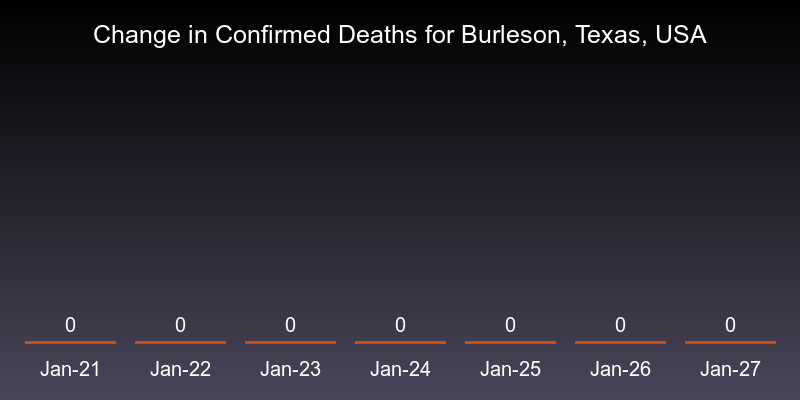 Change in Confirmed Deaths for Burleson, Texas, USA
0 0 0 0 0 0 0
Jan-21 Jan-22 Jan-23 Jan-24 Jan-25 Jan-26 Jan-27